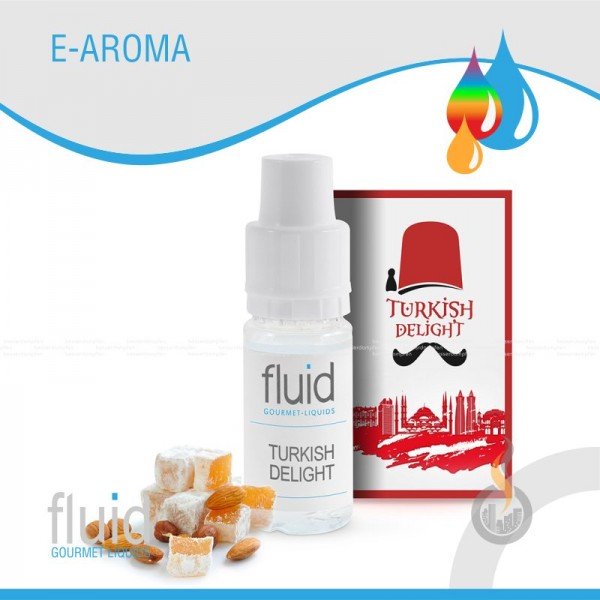 E-AROMA
TURKISH
DELIGHT
fluid
GOURMET-LIQUIDS
TURKISH
DELIGHT
fluid
GOURMET-LIQUIDS